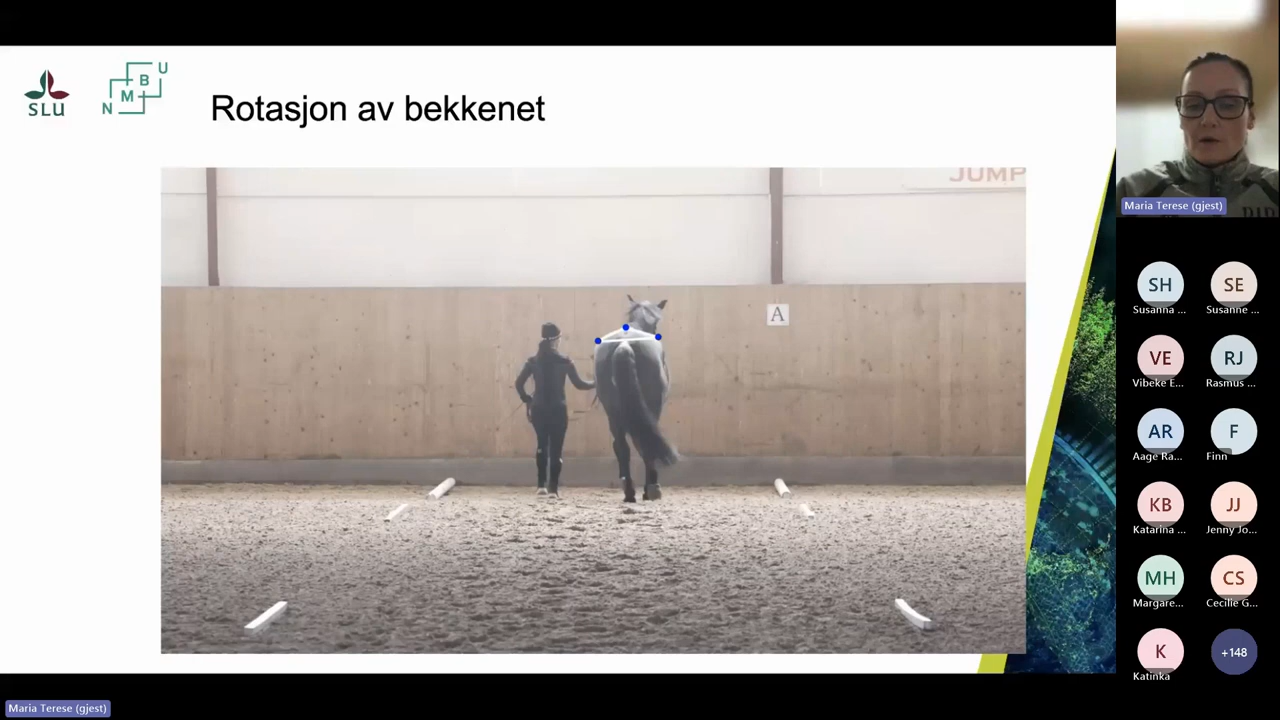 SLU
N M B U
Rotasjon av bekkenet
JUMP
A
Maria Terese (gjest)
SH
Susanna ...
SE
Susanne ...
VE
Vibeke E...
RJ
Rasmus ...
AR
Aage Ra...
F
Finn
KB
Katarina ...
JJ
Jenny Jo...
MH
Margare...
CS
Cecilie G...
K
Katinka
+148
Maria Terese (gjest)